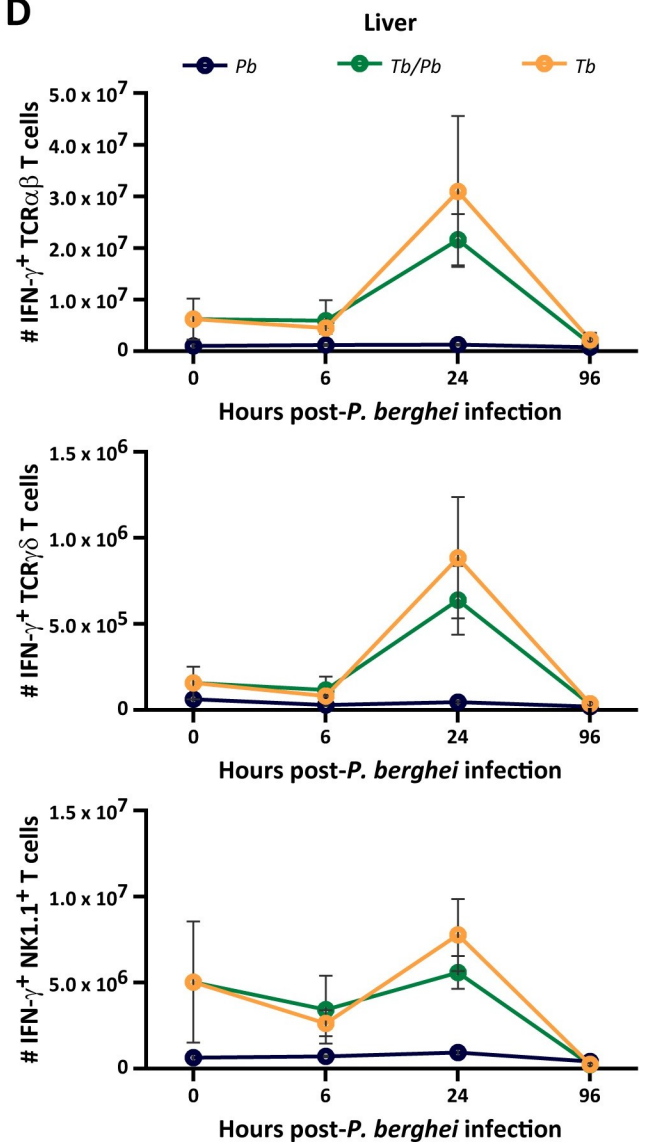 D
Liver
Pb Tb/Pb Tb
# IFN-γ⁺ TCRαβ T cells
5.0 x 10⁷
4.0 x 10⁷
3.0 x 10⁷
2.0 x 10⁷
1.0 x 10⁷
0
0 6 24 96
Hours post-P. berghei infection
# IFN-γ⁺ TCRγδ T cells
1.5 x 10⁶
1.0 x 10⁶
5.0 x 10⁵
0
0 6 24 96
Hours post-P. berghei infection
# IFN-γ⁺ NK1.1⁺ T cells
1.5 x 10⁷
1.0 x 10⁷
5.0 x 10⁶
0
0 6 24 96
Hours post-P. berghei infection